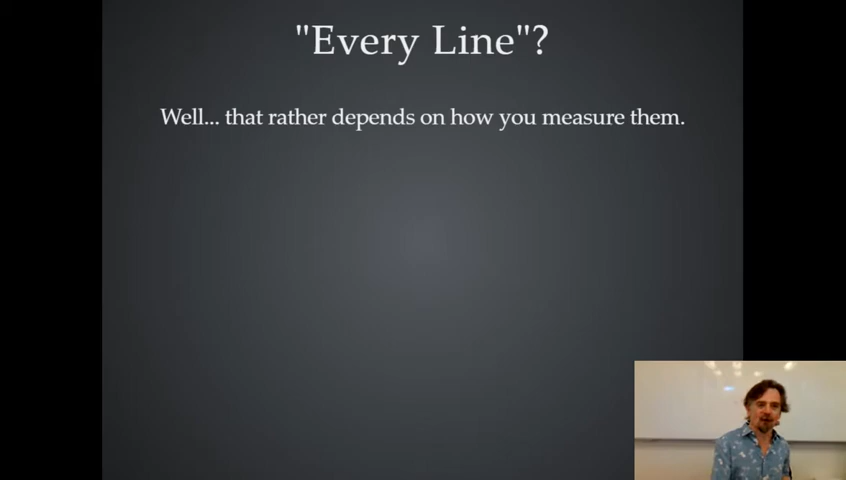 "Every Line"?
Well... that rather depends on how you measure them.